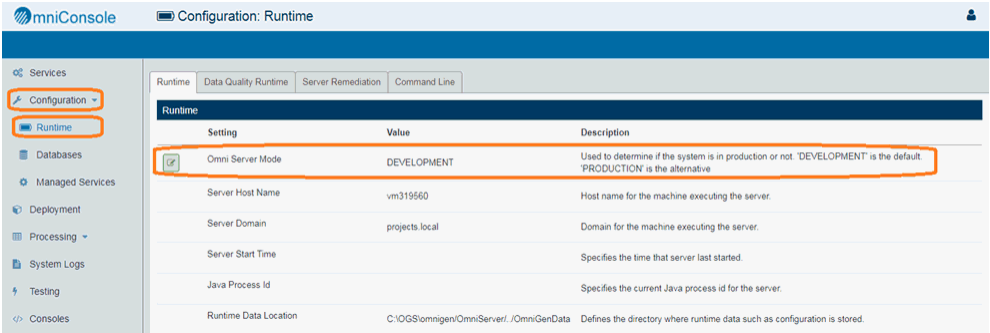 OmniConsole
Configuration: Runtime
Services
Configuration
Runtime
Databases
Managed Services
Deployment
Processing
System Logs
Testing
Consoles
Runtime Data Quality Runtime Server Remediation Command Line
Runtime
Setting Value Description
Omni Server Mode DEVELOPMENT Used to determine if the system is in production or not. 'DEVELOPMENT' is the default.
'PRODUCTION' is the alternative
Server Host Name vm319560 Host name for the machine executing the server.
Server Domain projects.local Domain for the machine executing the server.
Server Start Time Specifies the time that server last started.
Java Process Id Specifies the current Java process id for the server.
Runtime Data Location C:\OGS\omnigen/OmniServer/../OmniGenData Defines the directory where runtime data such as configuration is stored.